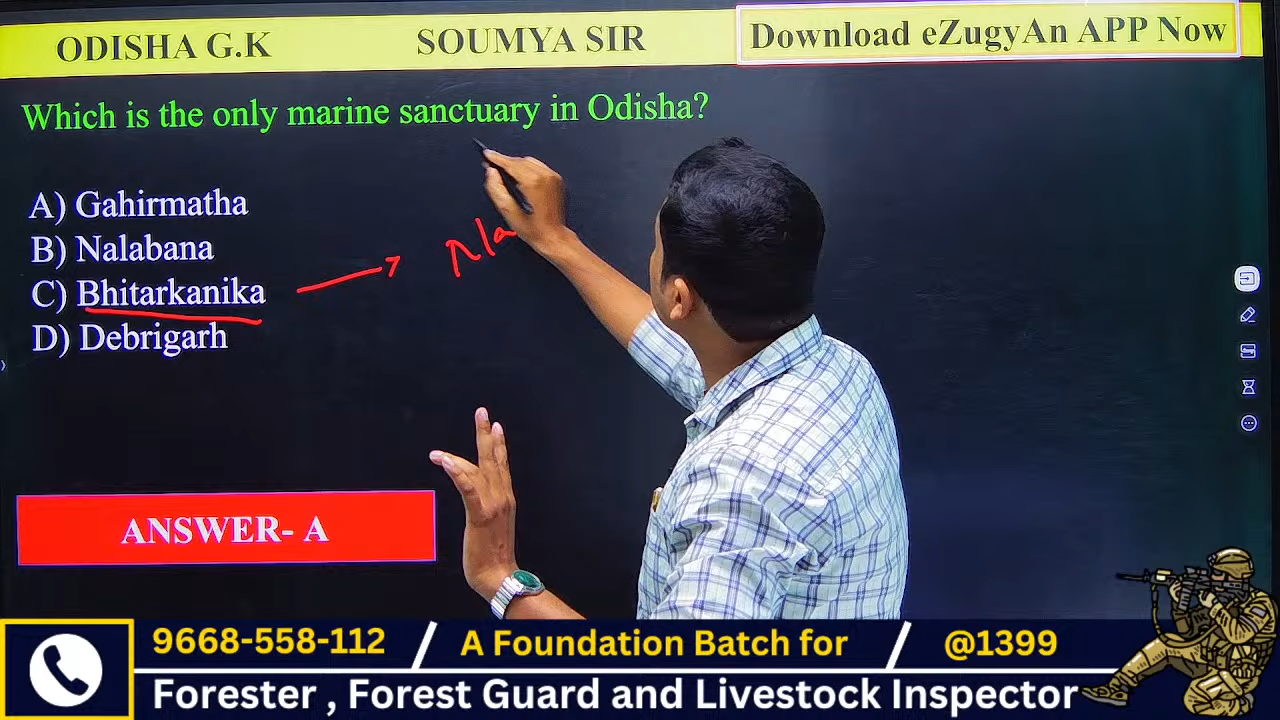 ODISHA G.K SOUMYA SIR Download eZugyAn APP Now
Which is the only marine sanctuary in Odisha?
A) Gahirmatha
B) Nalabana
C) Bhitarkanika
D) Debrigarh
ANSWER- A
9668-558-112 / A Foundation Batch for / @1399
Forester , Forest Guard and Livestock Inspector